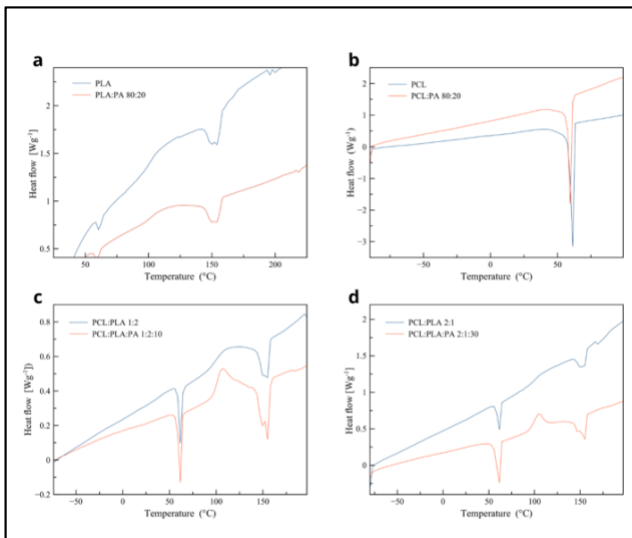 a
PLA
PLA:PA 80:20
2
1.5
1
0.5
Heat flow [Wg⁻¹]
50
100
150
200
Temperature (°C)
b
PCL
PCL:PA 80:20
2
1
0
−1
−2
−3
Heat flow (Wg⁻¹)
−50
0
50
Temperature (°C)
c
PCL:PLA 1:2
PCL:PLA:PA 1:2:10
0.8
0.6
0.4
0.2
0
−0.2
Heat flow [Wg⁻¹])
−50
0
50
100
150
Temperature (°C)
d
PCL:PLA 2:1
PCL:PLA:PA 2:1:30
2
1.5
1
0.5
0
Heat flow [Wg⁻¹]
−50
0
50
100
150
Temperature (°C)